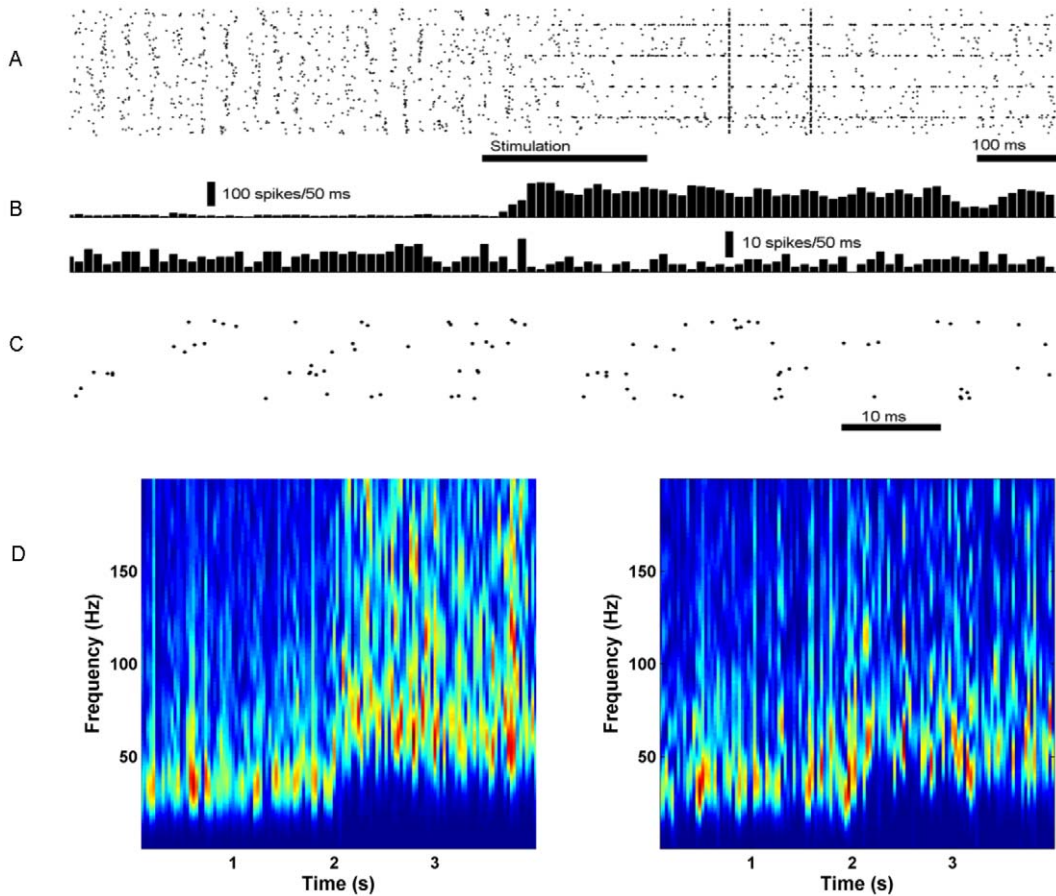 A
Stimulation
100 ms
B
100 spikes/50 ms
10 spikes/50 ms
C
10 ms
D
Frequency (Hz)
150
100
50
1 2 3
Time (s)
Frequency (Hz)
150
100
50
1 2 3
Time (s)